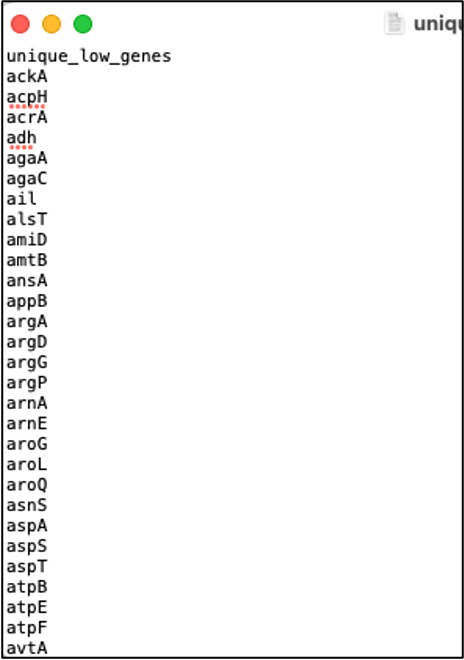 unique_low_genes
ackA
acpH
acrA
adh
agaA
agaC
ail
alsT
amiD
amtB
ansA
appB
argA
argD
argG
argP
arnA
arnE
aroG
aroL
aroQ
asnS
aspA
aspS
aspT
atpB
atpE
atpF
avtA